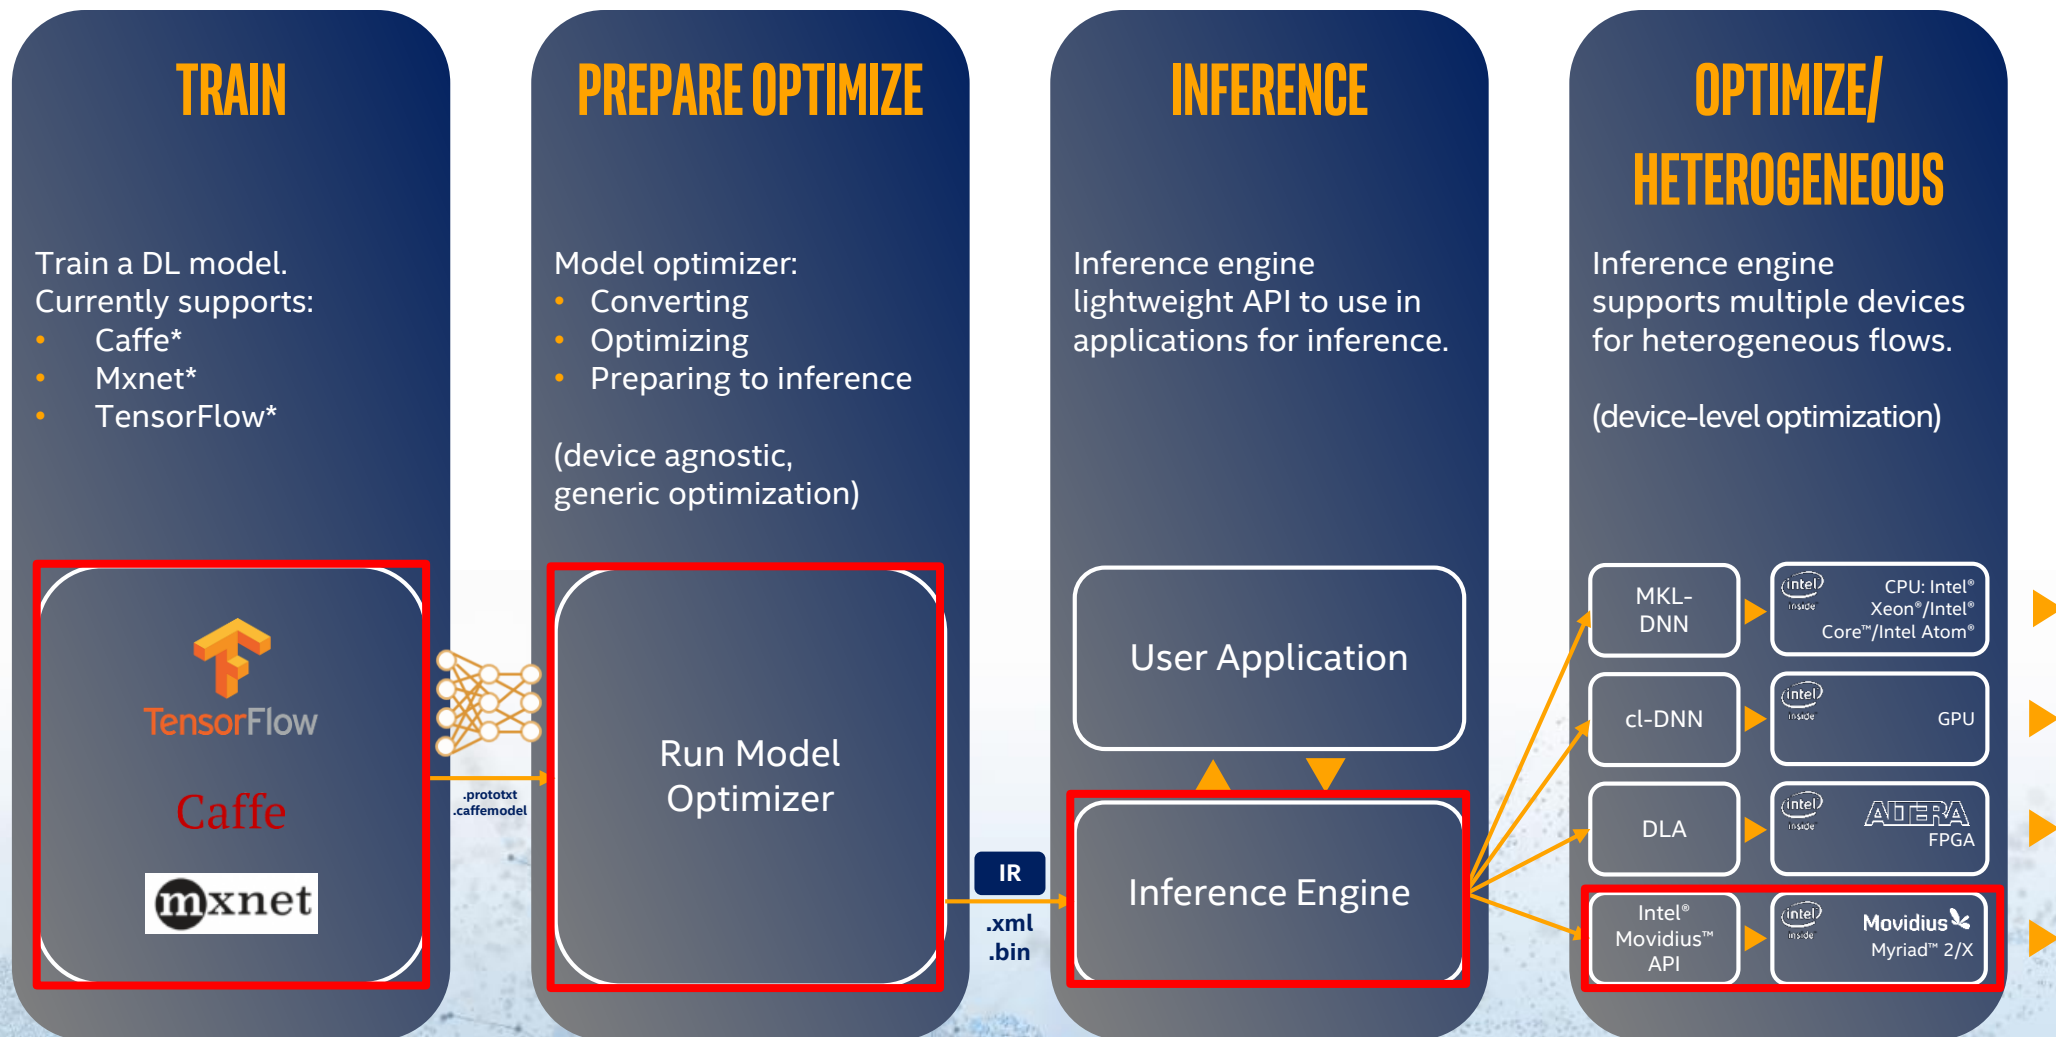 TRAIN
Train a DL model.
Currently supports:
• Caffe*
• Mxnet*
• TensorFlow*
TensorFlow
Caffe
mxnet
.prototxt
.caffemodel
PREPARE OPTIMIZE
Model optimizer:
• Converting
• Optimizing
• Preparing to inference
(device agnostic,
generic optimization)
Run Model
Optimizer
IR
.xml
.bin
INFERENCE
Inference engine
lightweight API to use in
applications for inference.
User Application
Inference Engine
OPTIMIZE/
HETEROGENEOUS
Inference engine
supports multiple devices
for heterogeneous flows.
(device-level optimization)
MKL-
DNN
intel
inside
CPU: Intel®
Xeon®/Intel®
Core™/Intel Atom®
cl-DNN
intel
inside
GPU
DLA
intel
inside
ALTERA
FPGA
Intel®
Movidius™
API
intel
inside
Movidius
Myriad™ 2/X